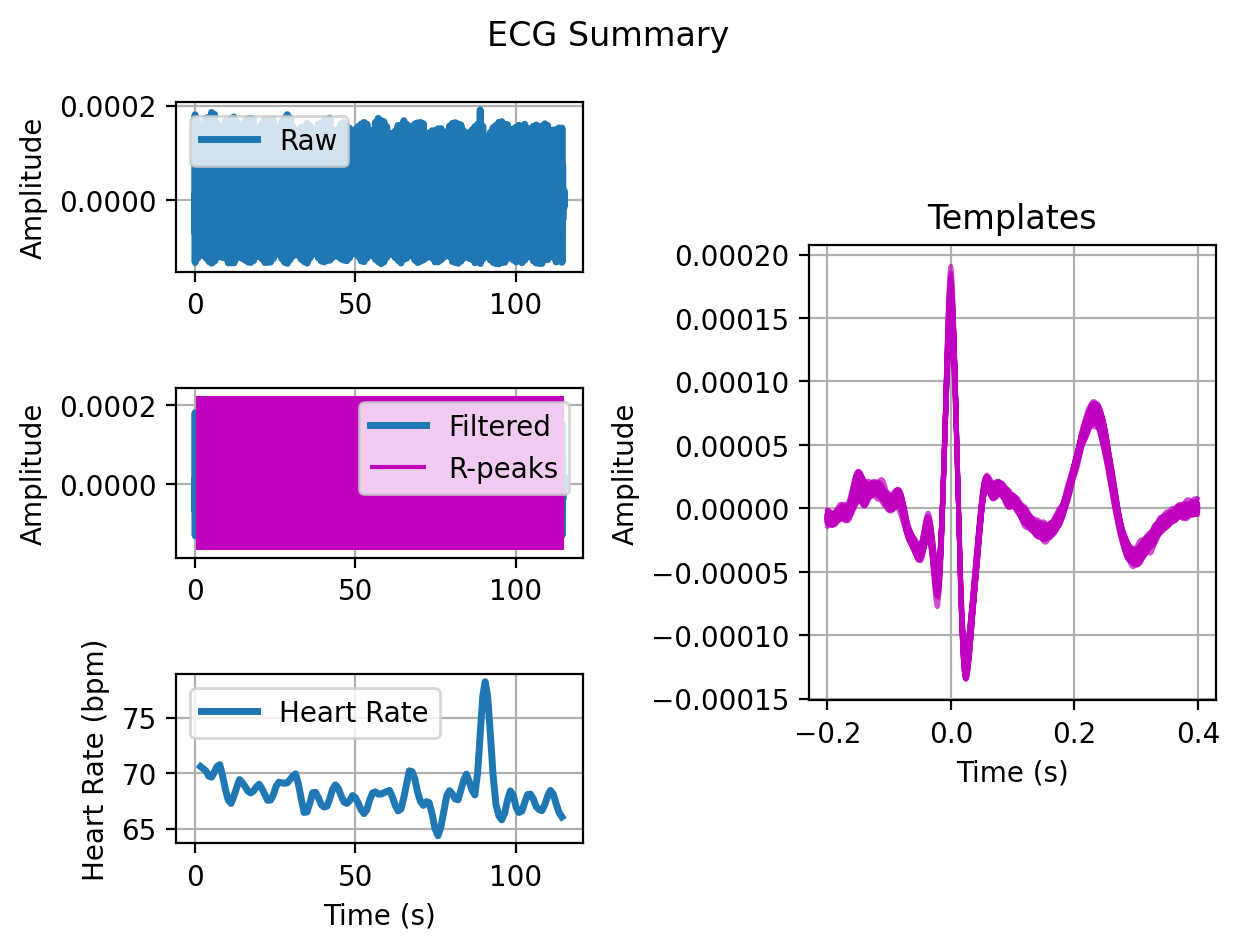 ECG Summary
Amplitude
0.0002
0.0000
Raw
0
50
100
Amplitude
0.0002
0.0000
Filtered
R-peaks
0
50
100
Heart Rate (bpm)
75
70
65
Heart Rate
0
50
100
Time (s)
Templates
Amplitude
0.00020
0.00015
0.00010
0.00005
0.00000
−0.00005
−0.00010
−0.00015
−0.2
0.0
0.2
0.4
Time (s)